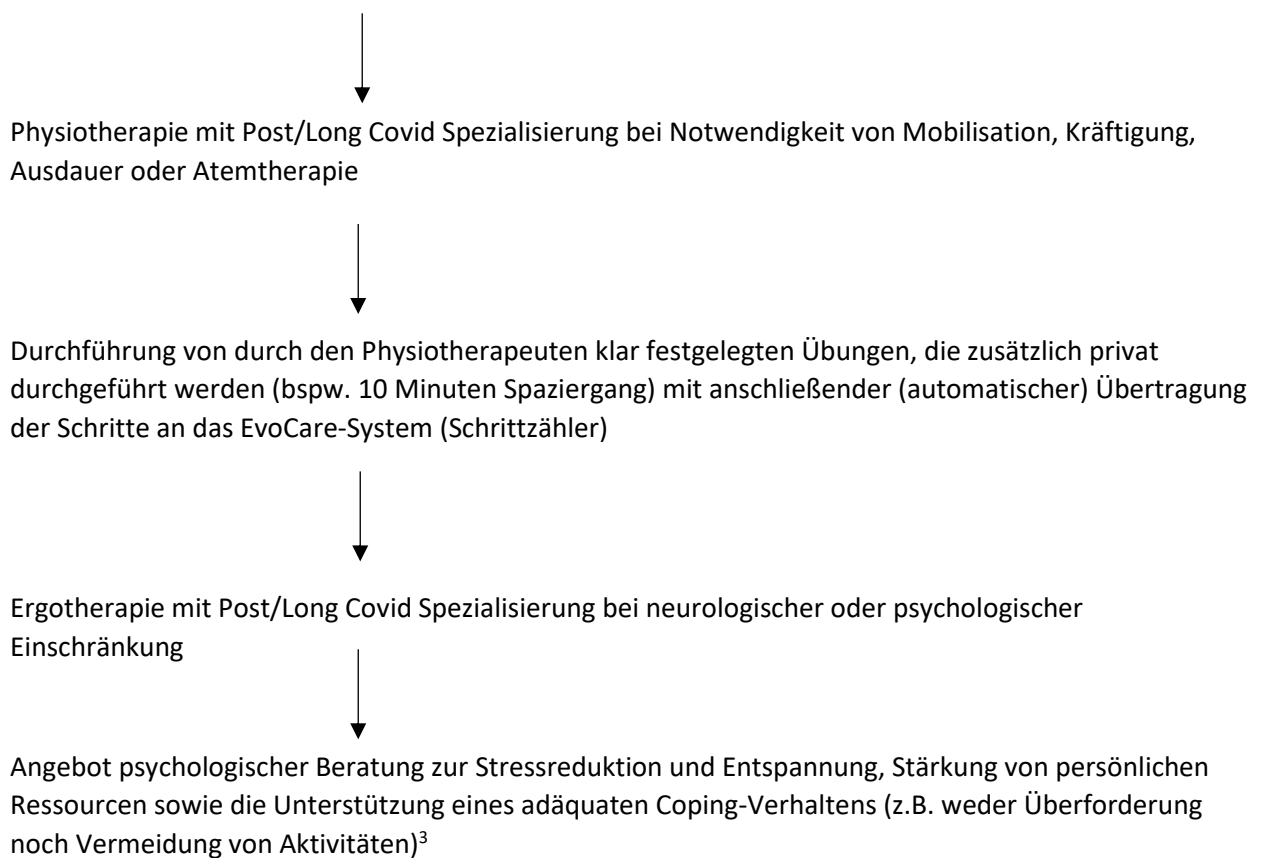 Physiotherapie mit Post/Long Covid Spezialisierung bei Notwendigkeit von Mobilisation, Kräftigung,
Ausdauer oder Atemtherapie
Durchführung von durch den Physiotherapeuten klar festgelegten Übungen, die zusätzlich privat
durchgeführt werden (bspw. 10 Minuten Spaziergang) mit anschließender (automatischer) Übertragung
der Schritte an das EvoCare-System (Schrittzähler)
Ergotherapie mit Post/Long Covid Spezialisierung bei neurologischer oder psychologischer
Einschränkung
Angebot psychologischer Beratung zur Stressreduktion und Entspannung, Stärkung von persönlichen
Ressourcen sowie die Unterstützung eines adäquaten Coping-Verhaltens (z.B. weder Überforderung
noch Vermeidung von Aktivitäten)³